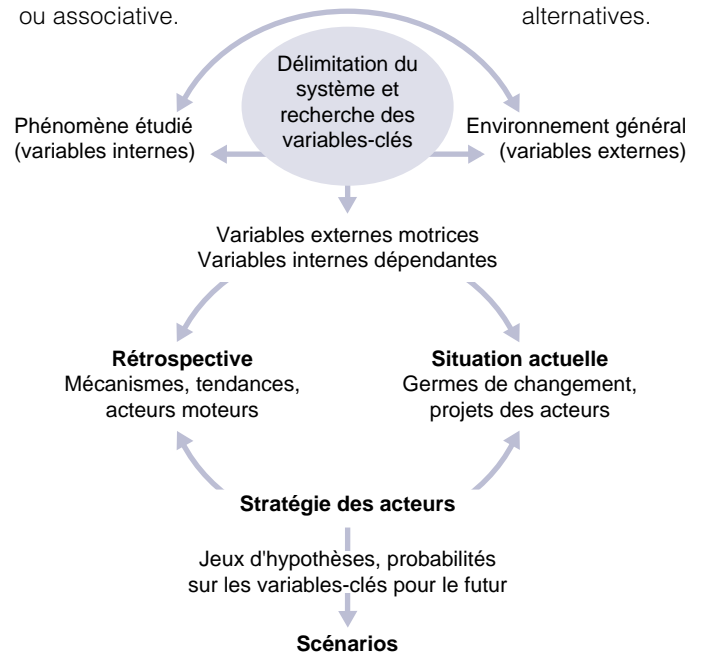 ou associative.
alternatives.
Délimitation du
système et
recherche des
variables-clés
Phénomène étudié
(variables internes)
Environnement général
(variables externes)
Variables externes motrices
Variables internes dépendantes
Rétrospective
Mécanismes, tendances,
acteurs moteurs
Situation actuelle
Germes de changement,
projets des acteurs
Stratégie des acteurs
Jeux d'hypothèses, probabilités
sur les variables-clés pour le futur
Scénarios